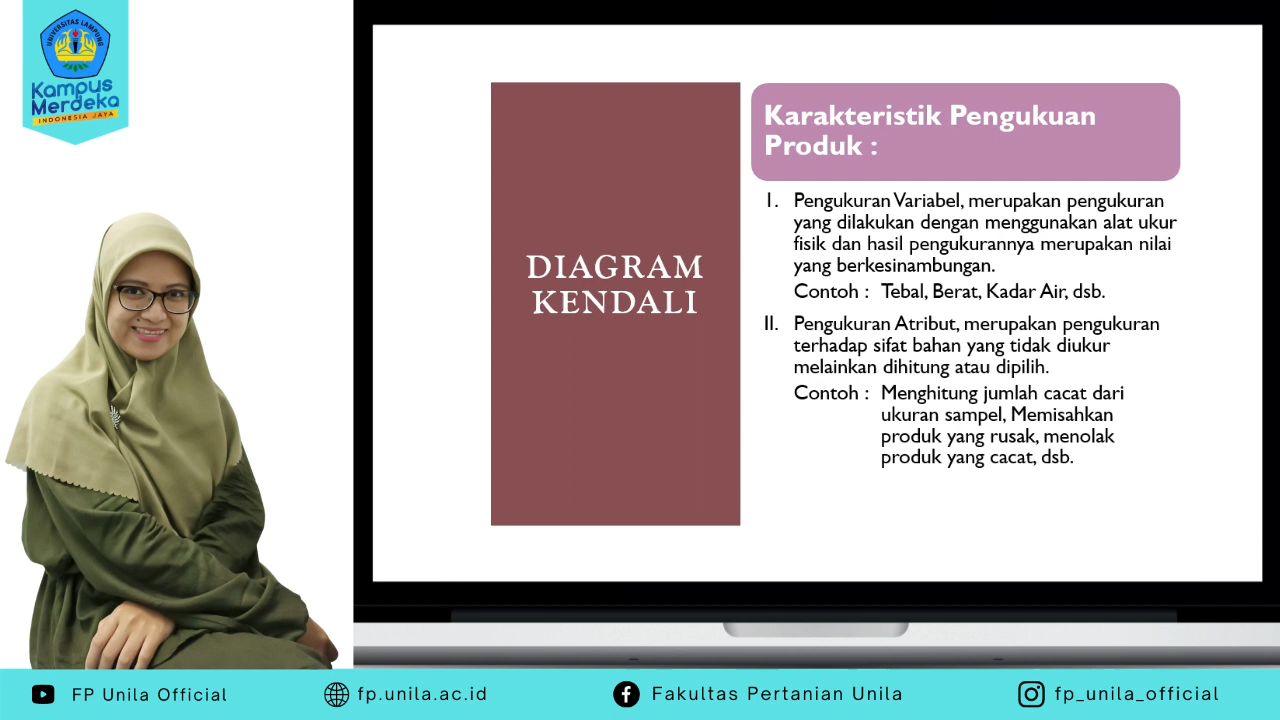 UNIVERSITAS LAMPUNG
Kampus
Merdeka
INDONESIA JAYA
DIAGRAM
KENDALI
Karakteristik Pengukuan
Produk :
I. Pengukuran Variabel, merupakan pengukuran
yang dilakukan dengan menggunakan alat ukur
fisik dan hasil pengukurannya merupakan nilai
yang berkesinambungan.
Contoh : Tebal, Berat, Kadar Air, dsb.
II. Pengukuran Atribut, merupakan pengukuran
terhadap sifat bahan yang tidak diukur
melainkan dihitung atau dipilih.
Contoh : Menghitung jumlah cacat dari
ukuran sampel, Memisahkan
produk yang rusak, menolak
produk yang cacat, dsb.
FP Unila Official
fp.unila.ac.id
Fakultas Pertanian Unila
fp_unila_official